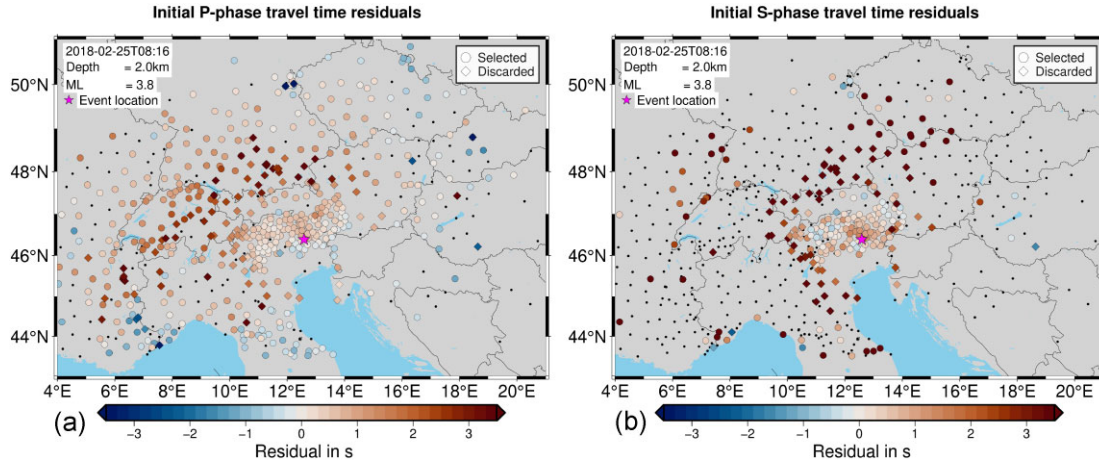 Initial P-phase travel time residuals
2018-02-25T08:16
Depth = 2.0km
ML = 3.8
Event location
Selected
Discarded
50°N
48°N
46°N
44°N
4°E 6°E 8°E 10°E 12°E 14°E 16°E 18°E 20°E
(a)
−3 −2 −1 0 1 2 3
Residual in s
Initial S-phase travel time residuals
2018-02-25T08:16
Depth = 2.0km
ML = 3.8
Event location
Selected
Discarded
50°N
48°N
46°N
44°N
4°E 6°E 8°E 10°E 12°E 14°E 16°E 18°E 20°E
(b)
−3 −2 −1 0 1 2 3
Residual in s